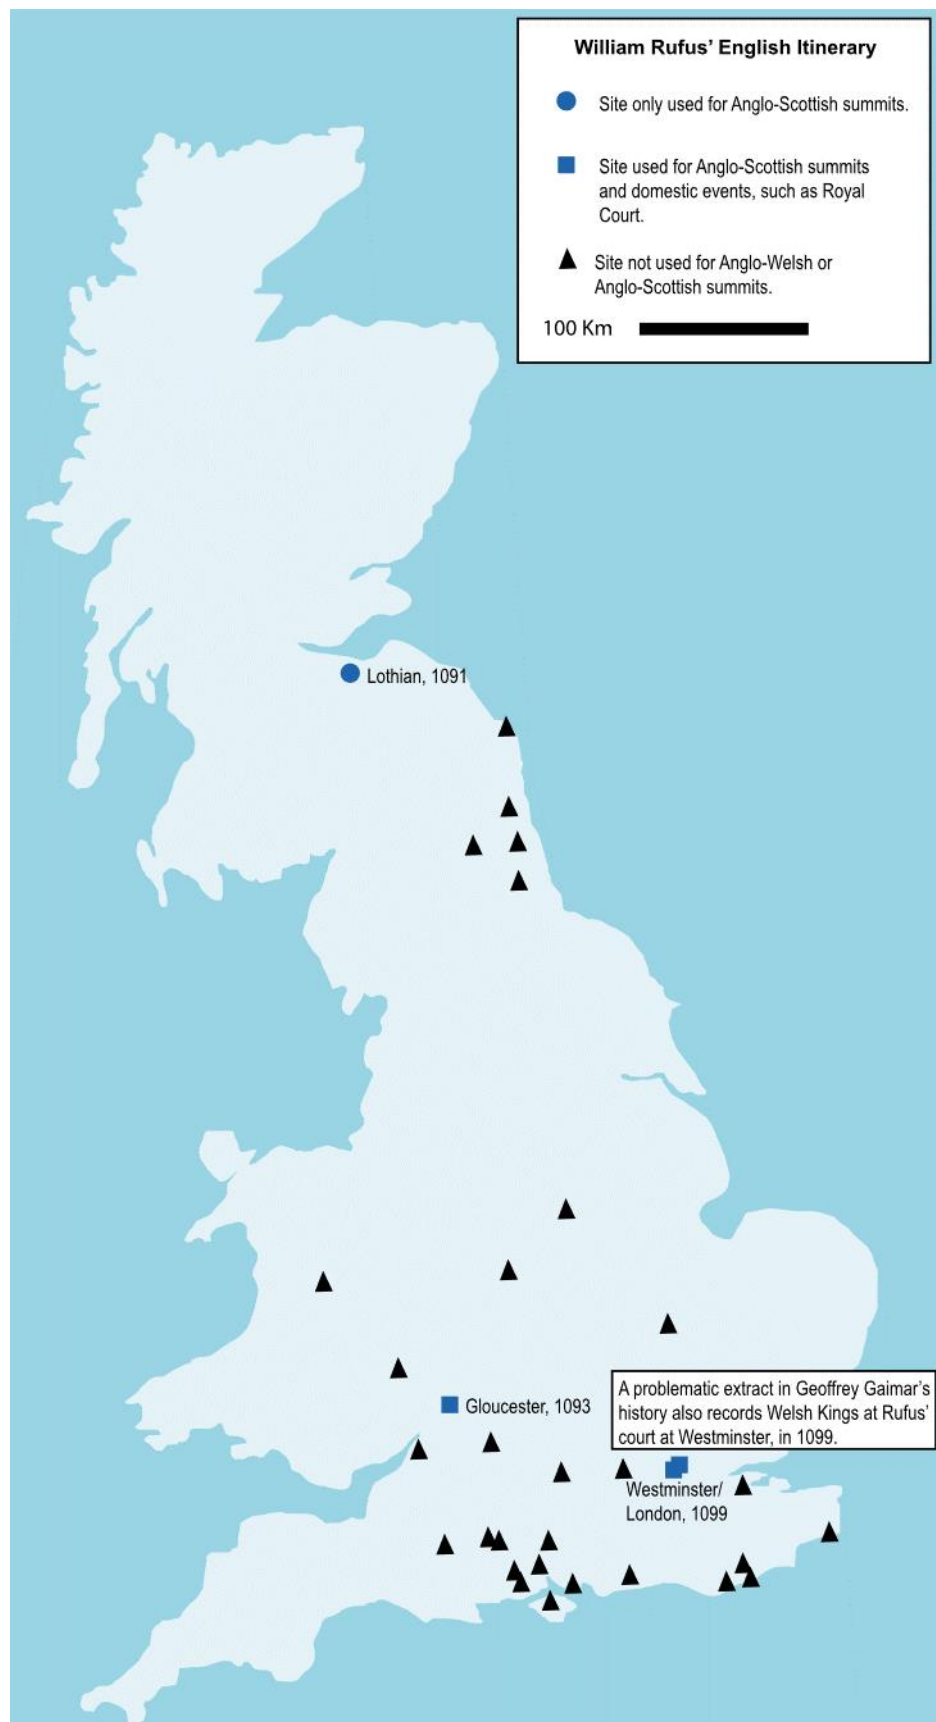 William Rufus’ English Itinerary
Site only used for Anglo-Scottish summits.
Site used for Anglo-Scottish summits
and domestic events, such as Royal
Court.
Site not used for Anglo-Welsh or
Anglo-Scottish summits.
100 Km
Lothian, 1091
A problematic extract in Geoffrey Gaimar’s
history also records Welsh Kings at Rufus’
court at Westminster, in 1099.
Gloucester, 1093
Westminster/
London, 1099